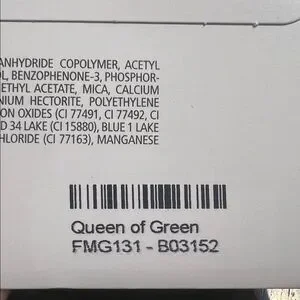 ANHYDRIDE COPOLYMER, ACETYL
OL, BENZOPHENONE-3, PHOSPHOR-
ETHYL ACETATE, MICA, CALCIUM
NIUM HECTORITE, POLYETHYLENE
ON OXIDES (CI 77491, CI 77492, CI
D 34 LAKE (CI 15880), BLUE 1 LAKE
HLORIDE (CI 77163), MANGANESE
Queen of Green
FMG131 - B03152